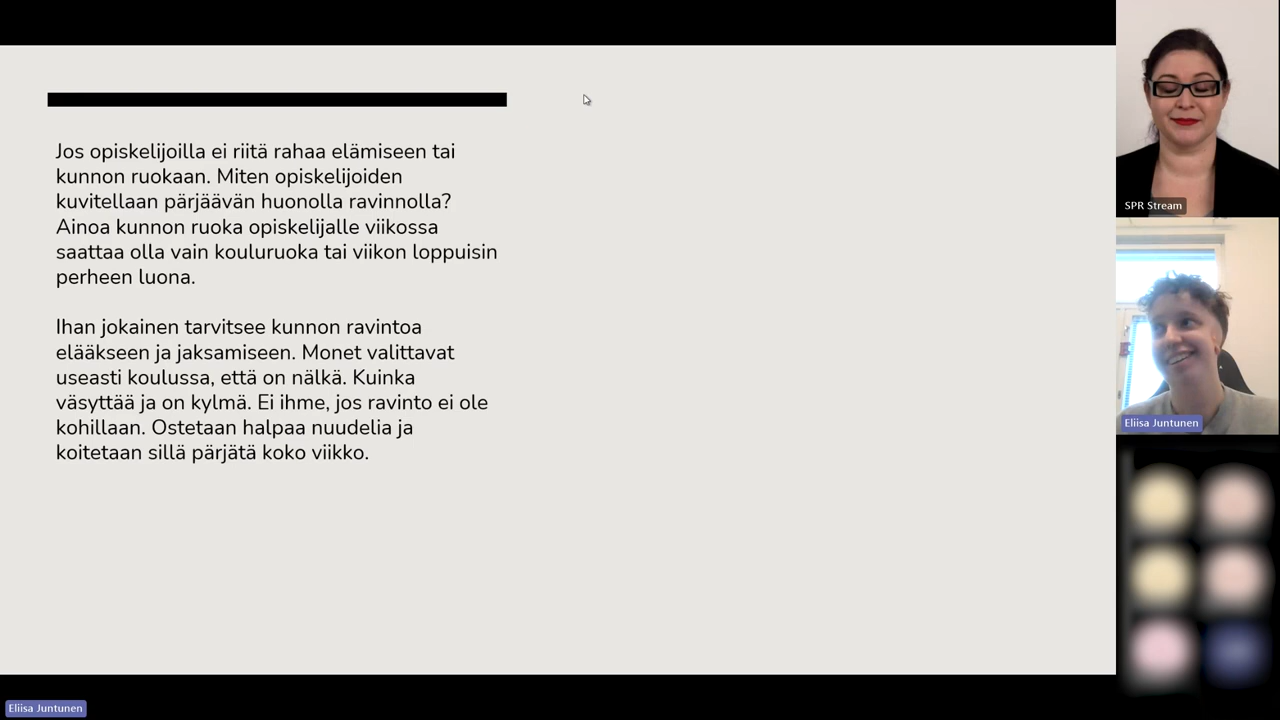 Jos opiskelijoilla ei riitä rahaa elämiseen tai
kunnon ruokaan. Miten opiskelijoiden
kuvitellaan pärjäävän huonolla ravinnolla?
Ainoa kunnon ruoka opiskelijalle viikossa
saattaa olla vain kouluruoka tai viikon loppuisin
perheen luona.
Ihan jokainen tarvitsee kunnon ravintoa
elääkseen ja jaksamiseen. Monet valittavat
useasti koulussa, että on nälkä. Kuinka
väsyttää ja on kylmä. Ei ihme, jos ravinto ei ole
kohillaan. Ostetaan halpaa nuudelia ja
koitetaan sillä pärjätä koko viikko.
SPR Stream
Eliisa Juntunen
Eliisa Juntunen